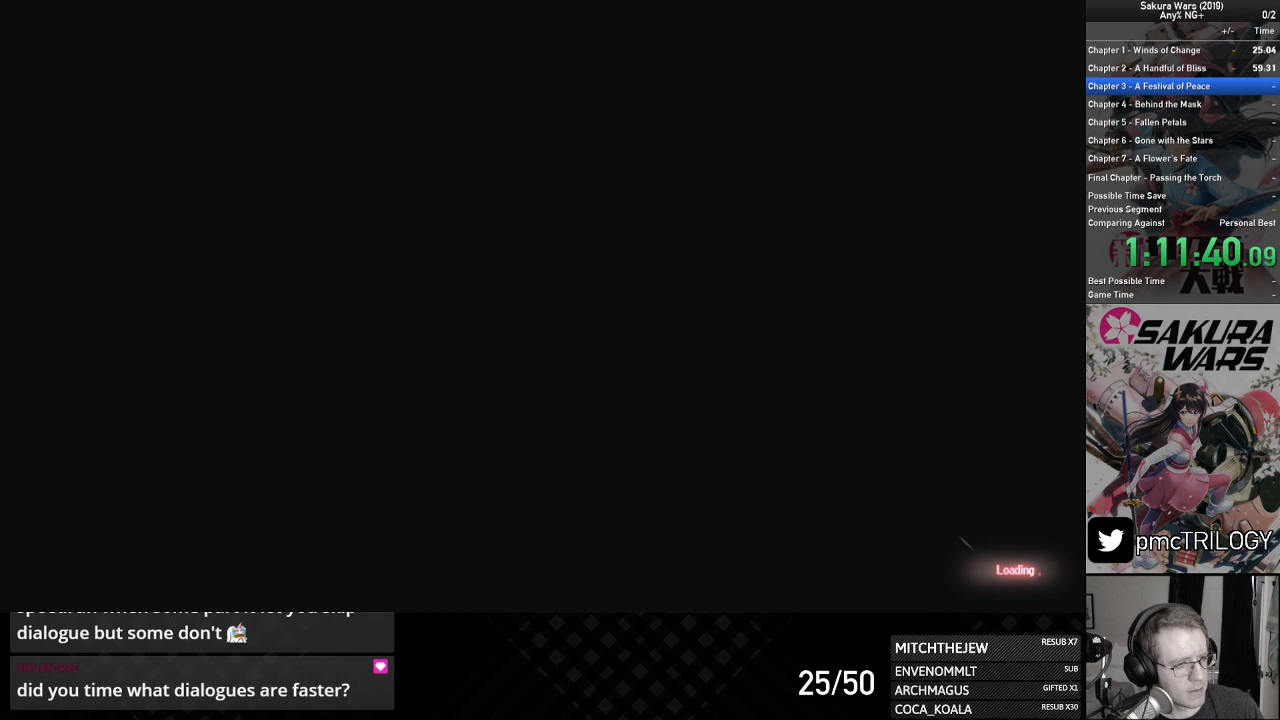 Sakura Wars (2019)
Any% NG+
0/2
+/-
Time
Chapter 1 - Winds of Change - 25.04
Chapter 2 - A Handful of Bliss - 59.31
Chapter 3 - A Festival of Peace -
Chapter 4 - Behind the Mask -
Chapter 5 - Fallen Petals -
Chapter 6 - Gone with the Stars -
Chapter 7 - A Flower's Fate -
Final Chapter - Passing the Torch -
Possible Time Save -
Previous Segment
Comparing Against Personal Best
1:11:40.09
大戦
Best Possible Time -
Game Time -
SAKURA
WARS
pmcTRILOGY
Loading
dialogue but some don't
did you time what dialogues are faster?
25/50
MITCHTHEJEW RESUB X7
ENVENOMMLT SUB
ARCHMAGUS GIFTED X1
COCA_KOALA RESUB X30